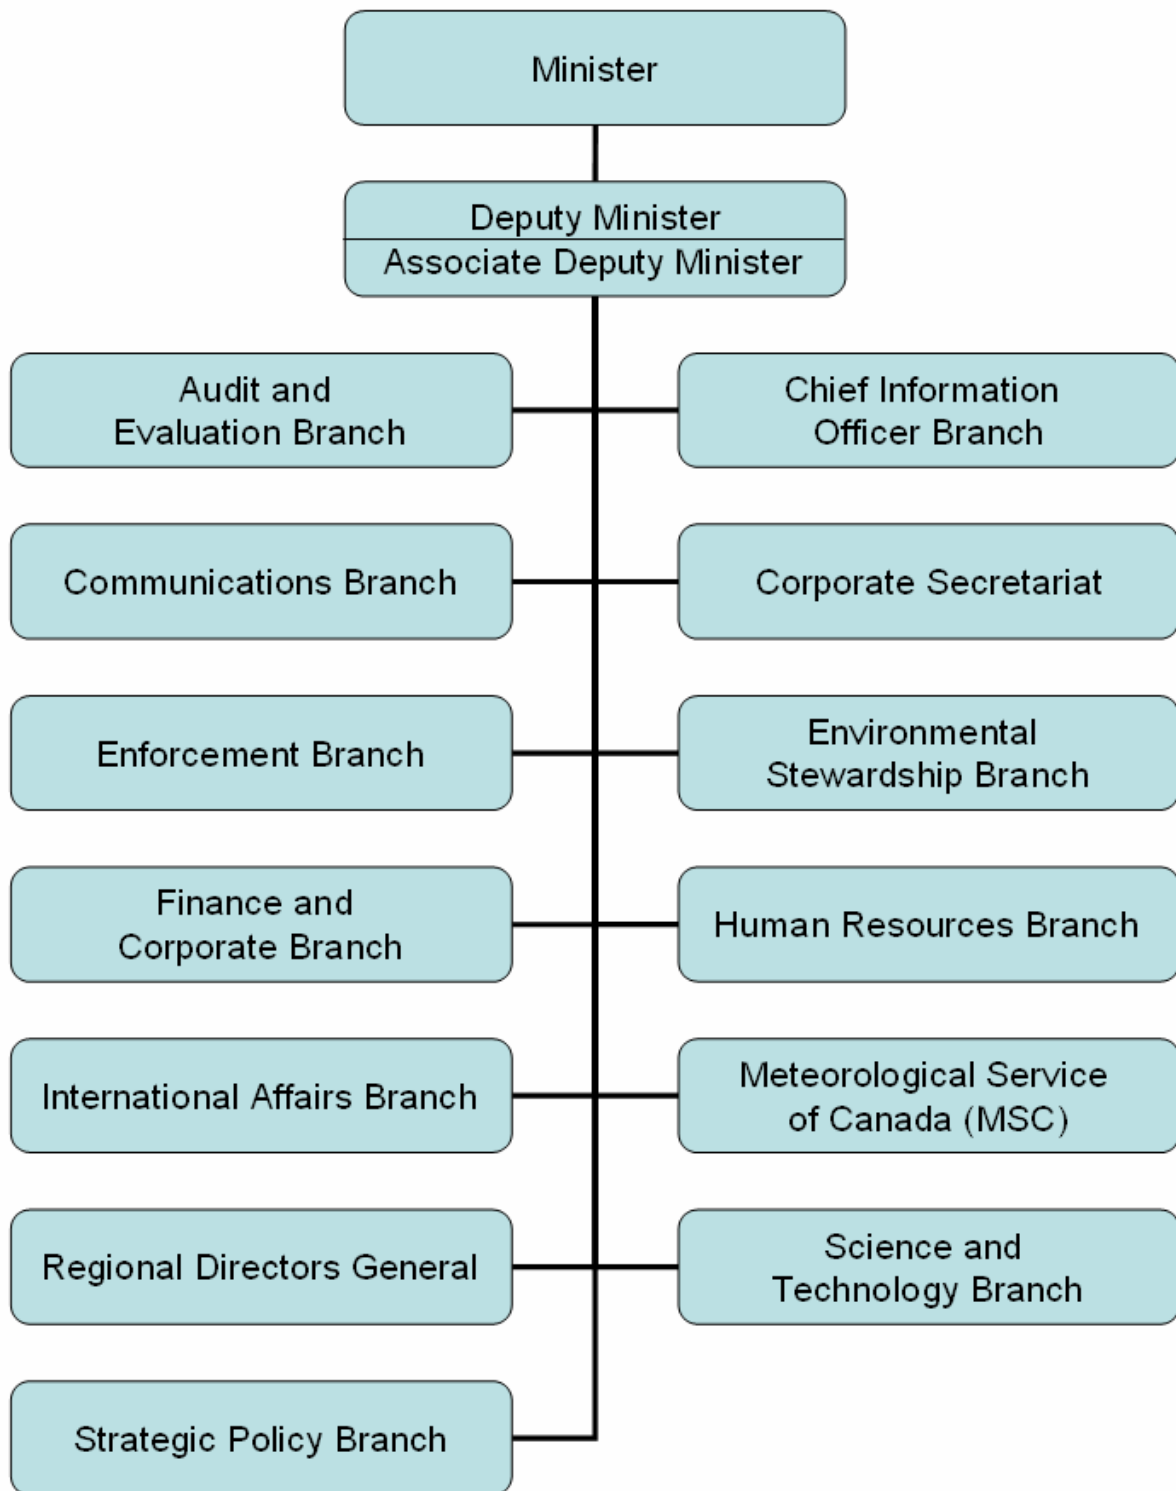 Minister
Deputy Minister
Associate Deputy Minister
Audit and
Evaluation Branch
Chief Information
Officer Branch
Communications Branch
Corporate Secretariat
Enforcement Branch
Environmental
Stewardship Branch
Finance and
Corporate Branch
Human Resources Branch
International Affairs Branch
Meteorological Service
of Canada (MSC)
Regional Directors General
Science and
Technology Branch
Strategic Policy Branch